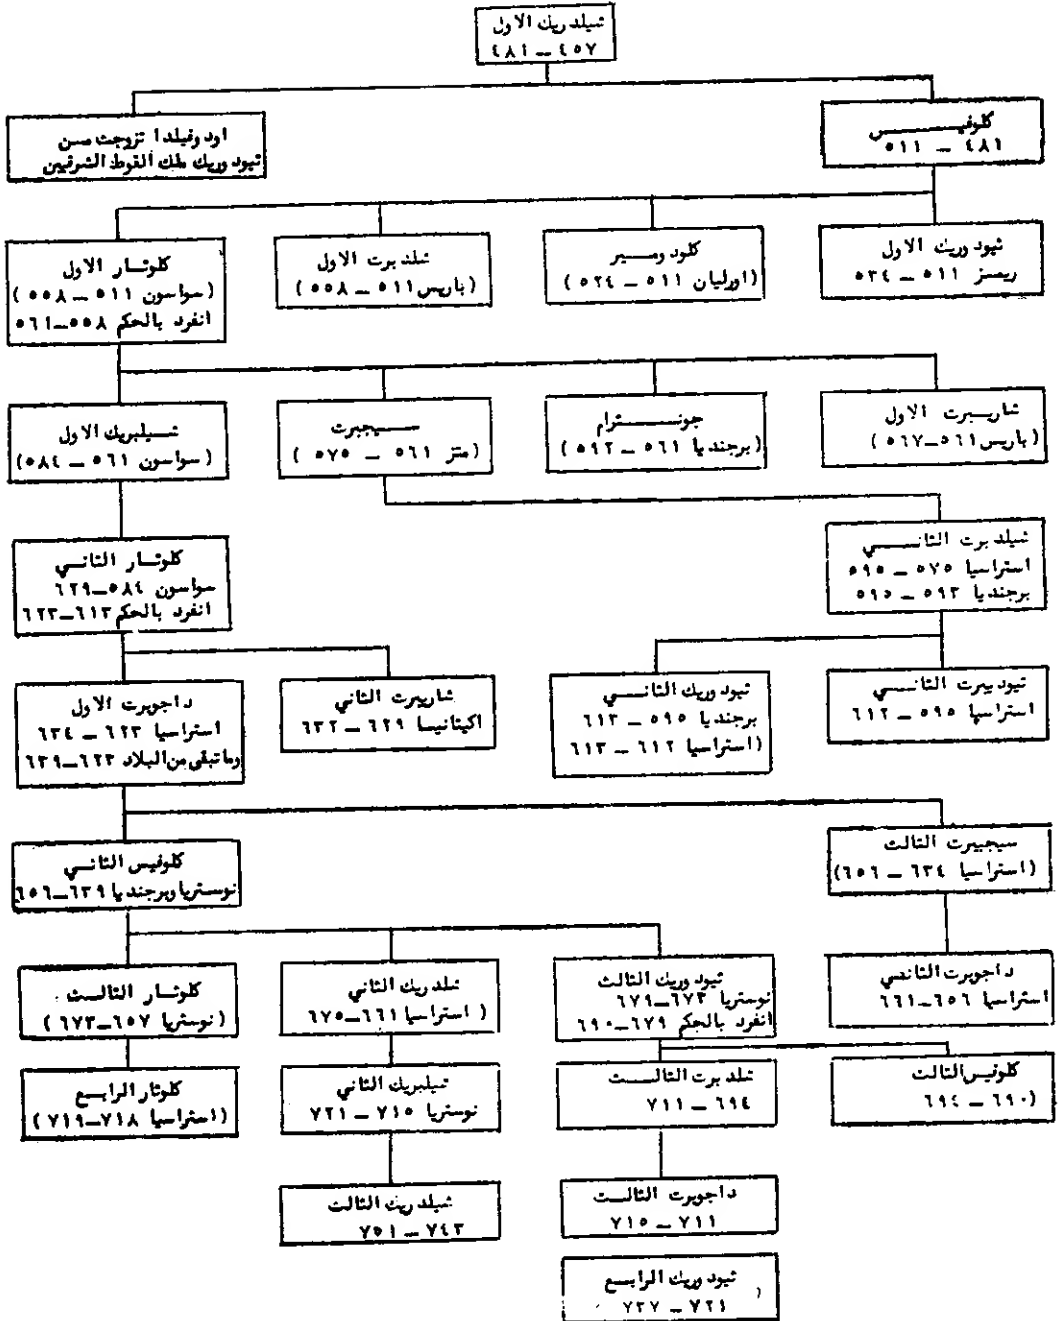 شيلدريك الاول
٤٥٧ – ٤٨١
كلوفيس
٤٨١ – ٥١١
اودوفيلدا تزوجت من
ثيودوريك ملك القوط الشرقيين
ثيودوريك الاول
ريمز ٥١١ – ٥٣٤
كلودومير
(اورليان ٥١١ – ٥٢٤)
شلدبرت الاول
(باريس ٥١١ – ٥٥٨)
كلوتار الاول
(سواسون ٥١١ – ٥٥٨)
انفرد بالحكم ٥٥٨–٥٦١
شاريبرت الاول
(باريس ٥٦١–٥٦٧)
جونترام
(برجنديا ٥٦١ – ٥٩٢)
سيجبرت
(متز ٥٦١ – ٥٧٥)
شيلبريك الاول
(سواسون ٥٦١ – ٥٨٤)
شيلدبرت الثاني
استراسيا ٥٧٥ – ٥٩٥
برجنديا ٥٩٣ – ٥٩٥
كلوتار الثاني
سواسون ٥٨٤–٦٢٩
انفرد بالحكم ٦١٣–٦٢٣
ثيودبيرت الثاني
استراسيا ٥٩٥ – ٦١٢
ثيودوريك الثاني
برجنديا ٥٩٥ – ٦١٣
(استراسيا ٦١٢ – ٦١٣
شاربيرت الثاني
اكيتانيا ٦٢٩ – ٦٣٢
داجوبرت الاول
استراسيا ٦٢٣ – ٦٣٤
وماتبقى من البلاد ٦٢٣–٦٣٩
سيجبيرت الثالث
(استراسيا ٦٣٤ – ٦٥٦)
كلوفيس الثاني
نوستريا وبرجنديا ٦٣٩–٦٥٦
داجوبرت الثاني
استراسيا ٦٥٦ – ٦٦١
ثيودوريك الثالث
نوستريا ٦٧٣–٦٧٩
انفرد بالحكم ٦٧٩–٦٩٠
شلدريك الثاني
(استراسيا ٦٦١–٦٧٥
كلوتار الثالث
(نوستريا ٦٥٧–٦٧٣)
كلوفيس الثالث
(٦٩٠ – ٦٩٤
شلدبرت الثالث
٦٩٤ – ٧١١
شيلبريك الثاني
نوستريا ٧١٥ – ٧٢١
كلوتار الرابع
(استراسيا ٧١٨–٧١٩)
داجوبرت الثالث
٧١١ – ٧١٥
شيلدريك الثالث
٧٤٣ – ٧٥١
ثيودوريك الرابع
٧٢١ – ٧٣٧